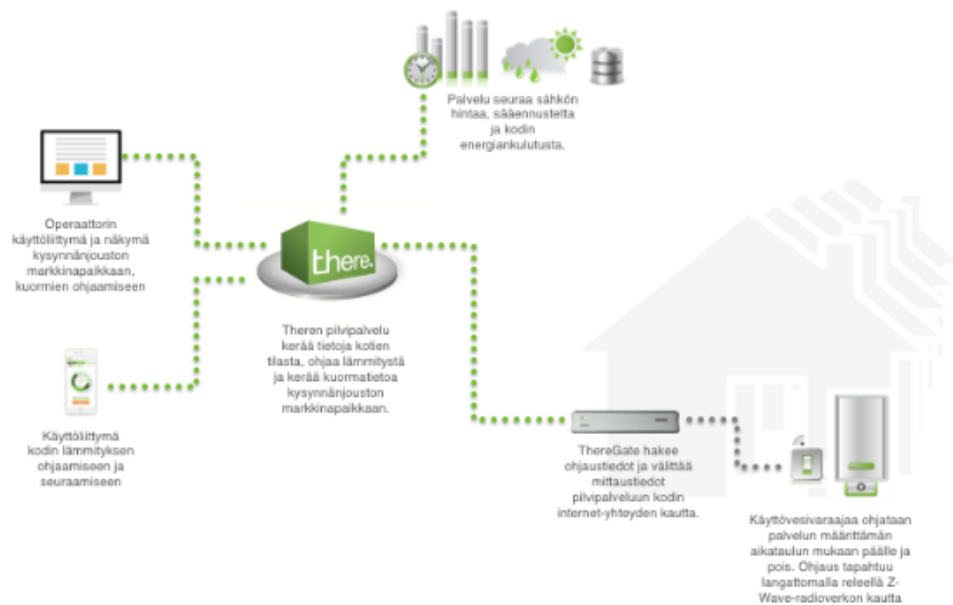 Palvelu seuraa sähkön
hintaa, sääennustetta
ja kodin
energiankulutusta.
Operaattorin
käyttöliittymä ja näkymä
kysynnänjouston
markkinapaikkaan,
kuormien ohjaamiseen
there.
Theren pilvipalvelu
kerää tietoja kotien
tilasta, ohjaa lämmitystä
ja kerää kuormatietoa
kysynnänjouston
markkinapaikkaan.
Käyttöliittymä
kodin lämmityksen
ohjaamiseen ja
seuraamiseen
ThereGate hakee
ohjaustiedot ja välittää
mittaustiedot
pilvipalveluun kodin
internet-yhteyden kautta.
Käyttövesivaraajaa ohjataan
palvelun määrittämän
aikataulun mukaan päälle ja
pois. Ohjaus tapahtuu
langattomalla releellä Z-
Wave-radioverkon kautta